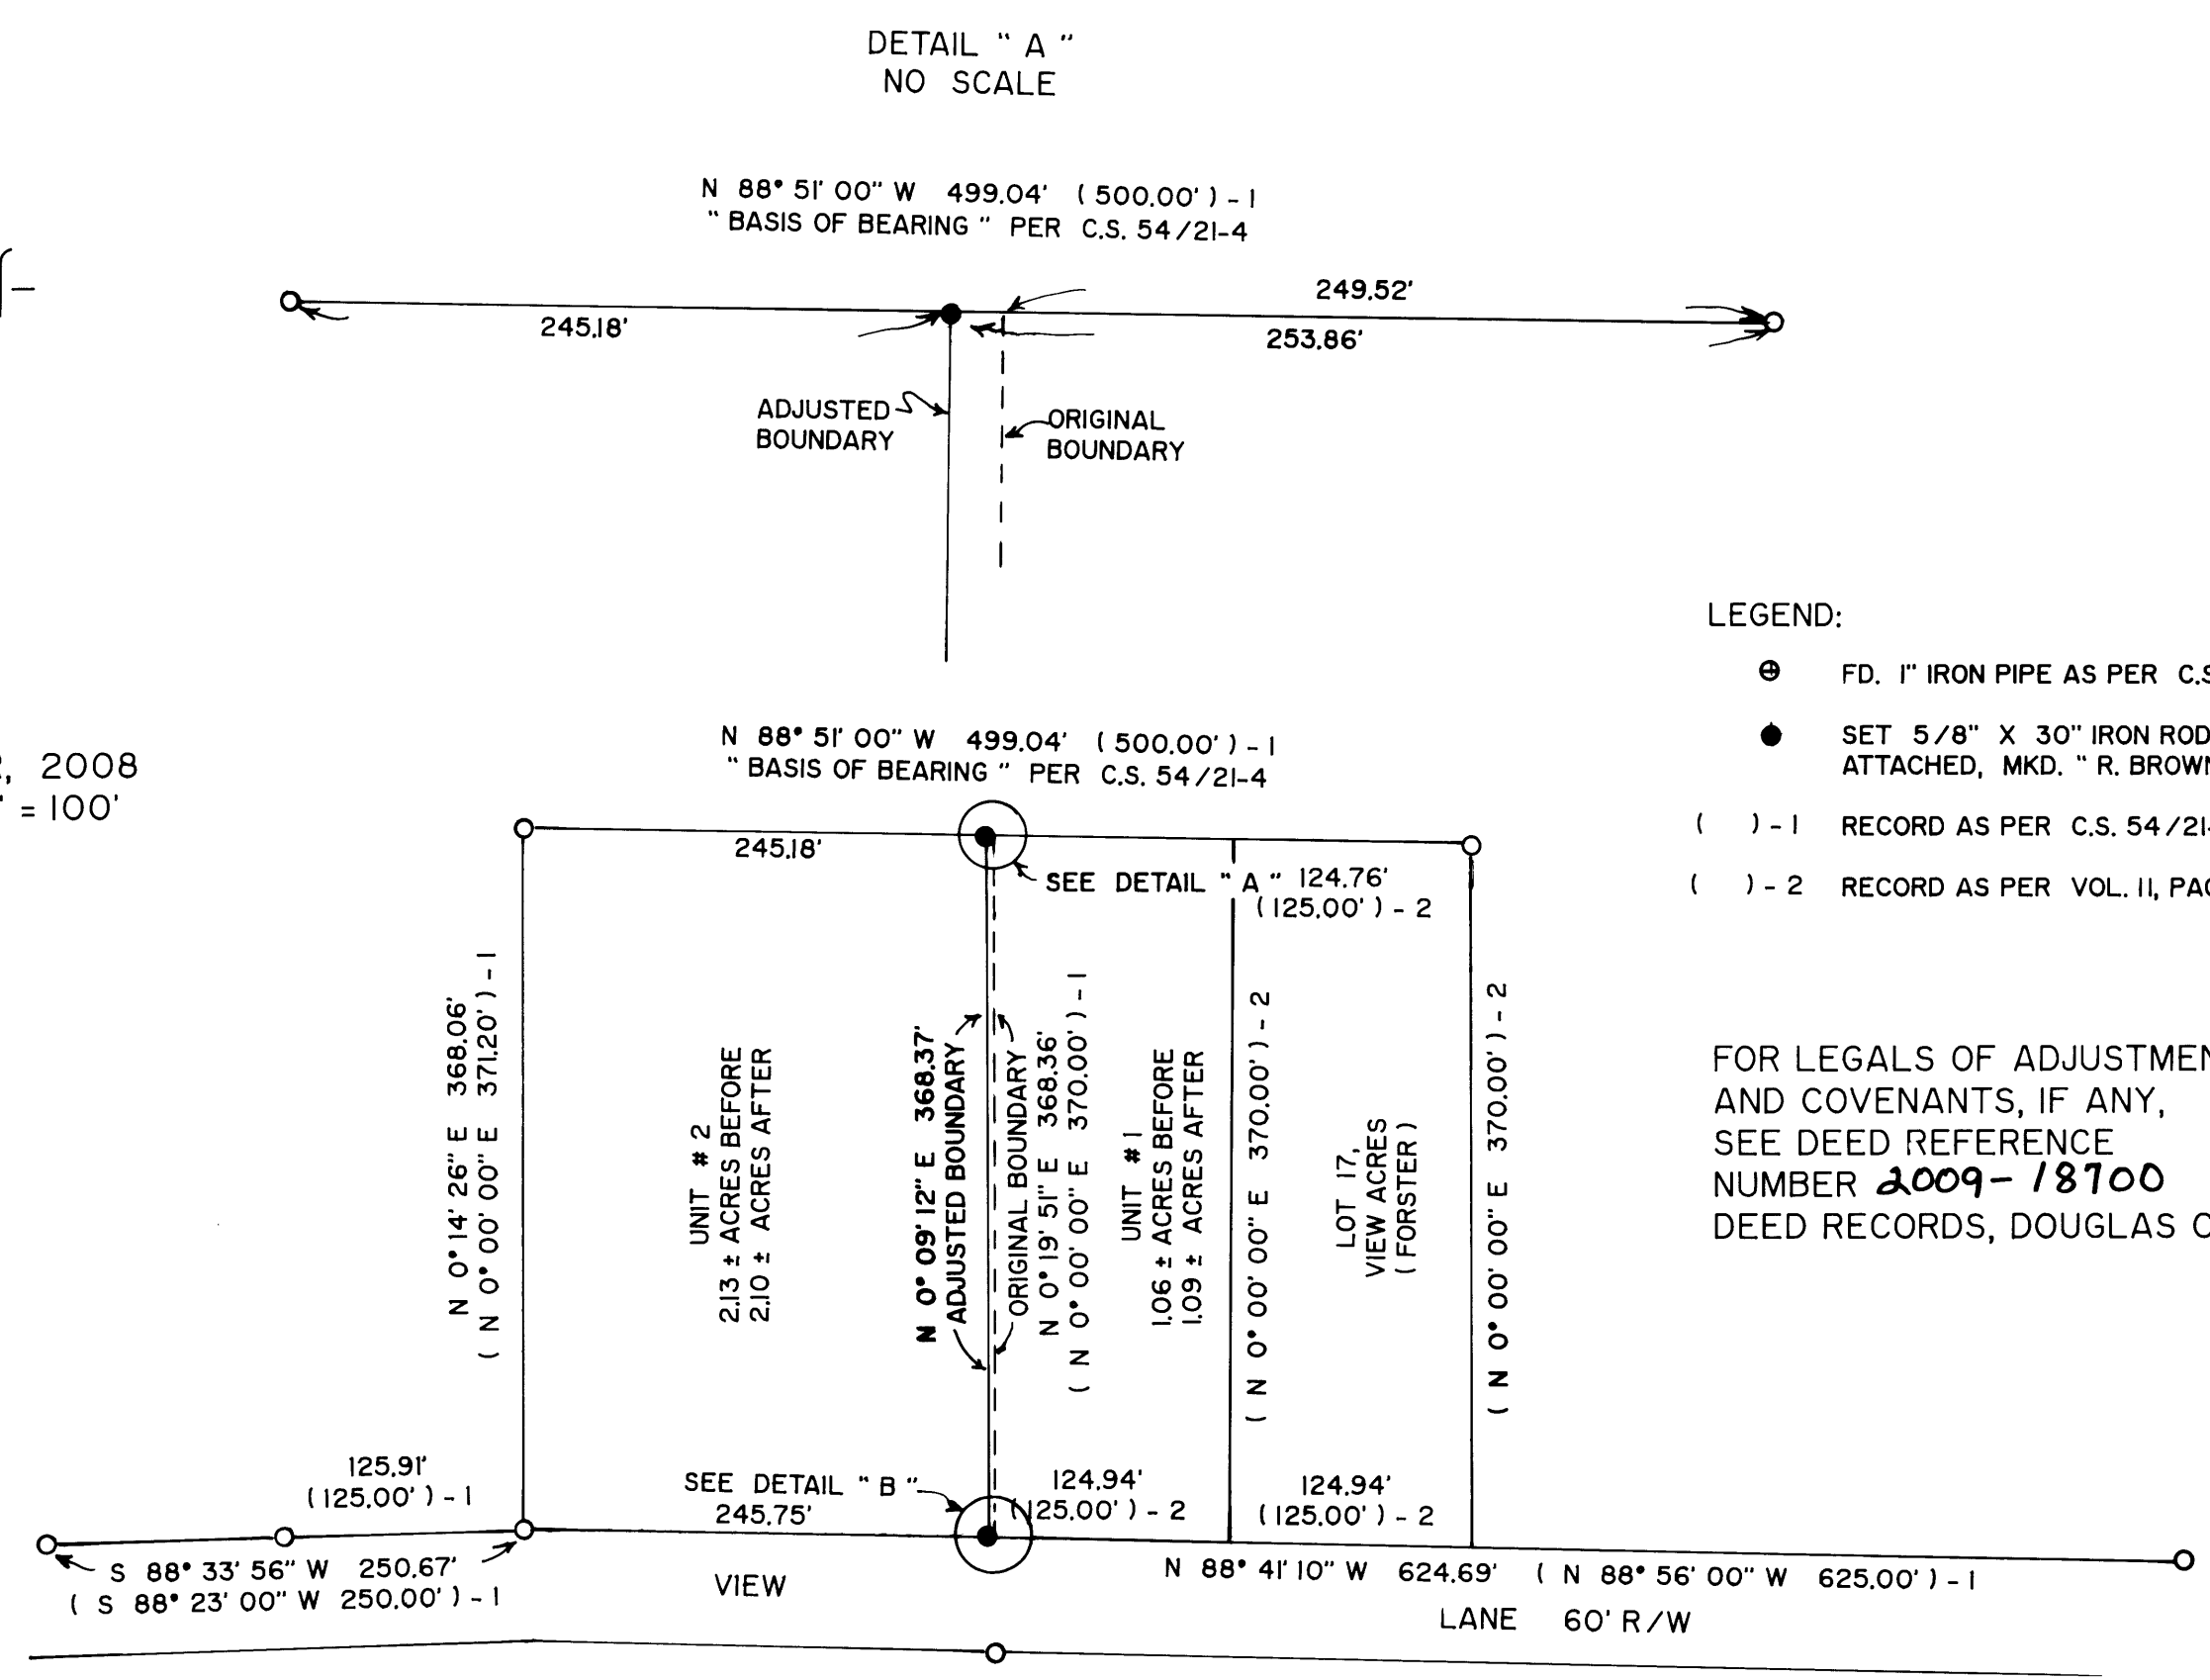 DETAIL " A "
NO SCALE
N 88° 51' 00" W 499.04' ( 500.00' ) - 1
" BASIS OF BEARING " PER C.S. 54/21-4
249.52'
245.18'
253.86'
ADJUSTED
BOUNDARY
ORIGINAL
BOUNDARY
LEGEND:
FD. 1" IRON PIPE AS PER
SET 5/8" X 30" IRON ROD
ATTACHED, MKD. " R. BROWN
( ) - 1 RECORD AS PER C.S. 54/21-
( ) - 2 RECORD AS PER VOL. 11,
, 2008
= 100'
N 88° 51' 00" W 499.04' ( 500.00' ) - 1
" BASIS OF BEARING " PER C.S. 54/21-4
245.18'
SEE DETAIL " A "
124.76'
( 125.00' ) - 2
N 0° 14' 26" E 368.06'
( N 0° 00' 00" E 371.20' ) - 1
UNIT # 2
2.13 ± ACRES BEFORE
2.10 ± ACRES AFTER
N 0° 09' 12" E 368.37'
ADJUSTED BOUNDARY
ORIGINAL BOUNDARY
N 0° 19' 51" E 368.36'
( N 0° 00' 00" E 370.00' ) - 1
UNIT # 1
1.06 ± ACRES BEFORE
1.09 ± ACRES AFTER
( N 0° 00' 00" E 370.00' ) - 2
LOT 17,
VIEW ACRES
( FORSTER )
( N 0° 00' 00" E 370.00' ) - 2
FOR LEGALS OF
AND COVENANTS, IF ANY,
SEE DEED REFERENCE
NUMBER 2009-18700
DEED RECORDS, DOUGLAS
125.91'
( 125.00' ) - 1
SEE DETAIL " B "
245.75'
124.94'
( 125.00' ) - 2
124.94'
( 125.00' ) - 2
S 88° 33' 56" W 250.67'
( S 88° 23' 00" W 250.00' ) - 1
N 88° 41' 10" W 624.69' ( N 88° 56' 00" W 625.00' ) - 1
VIEW LANE 60' R/W